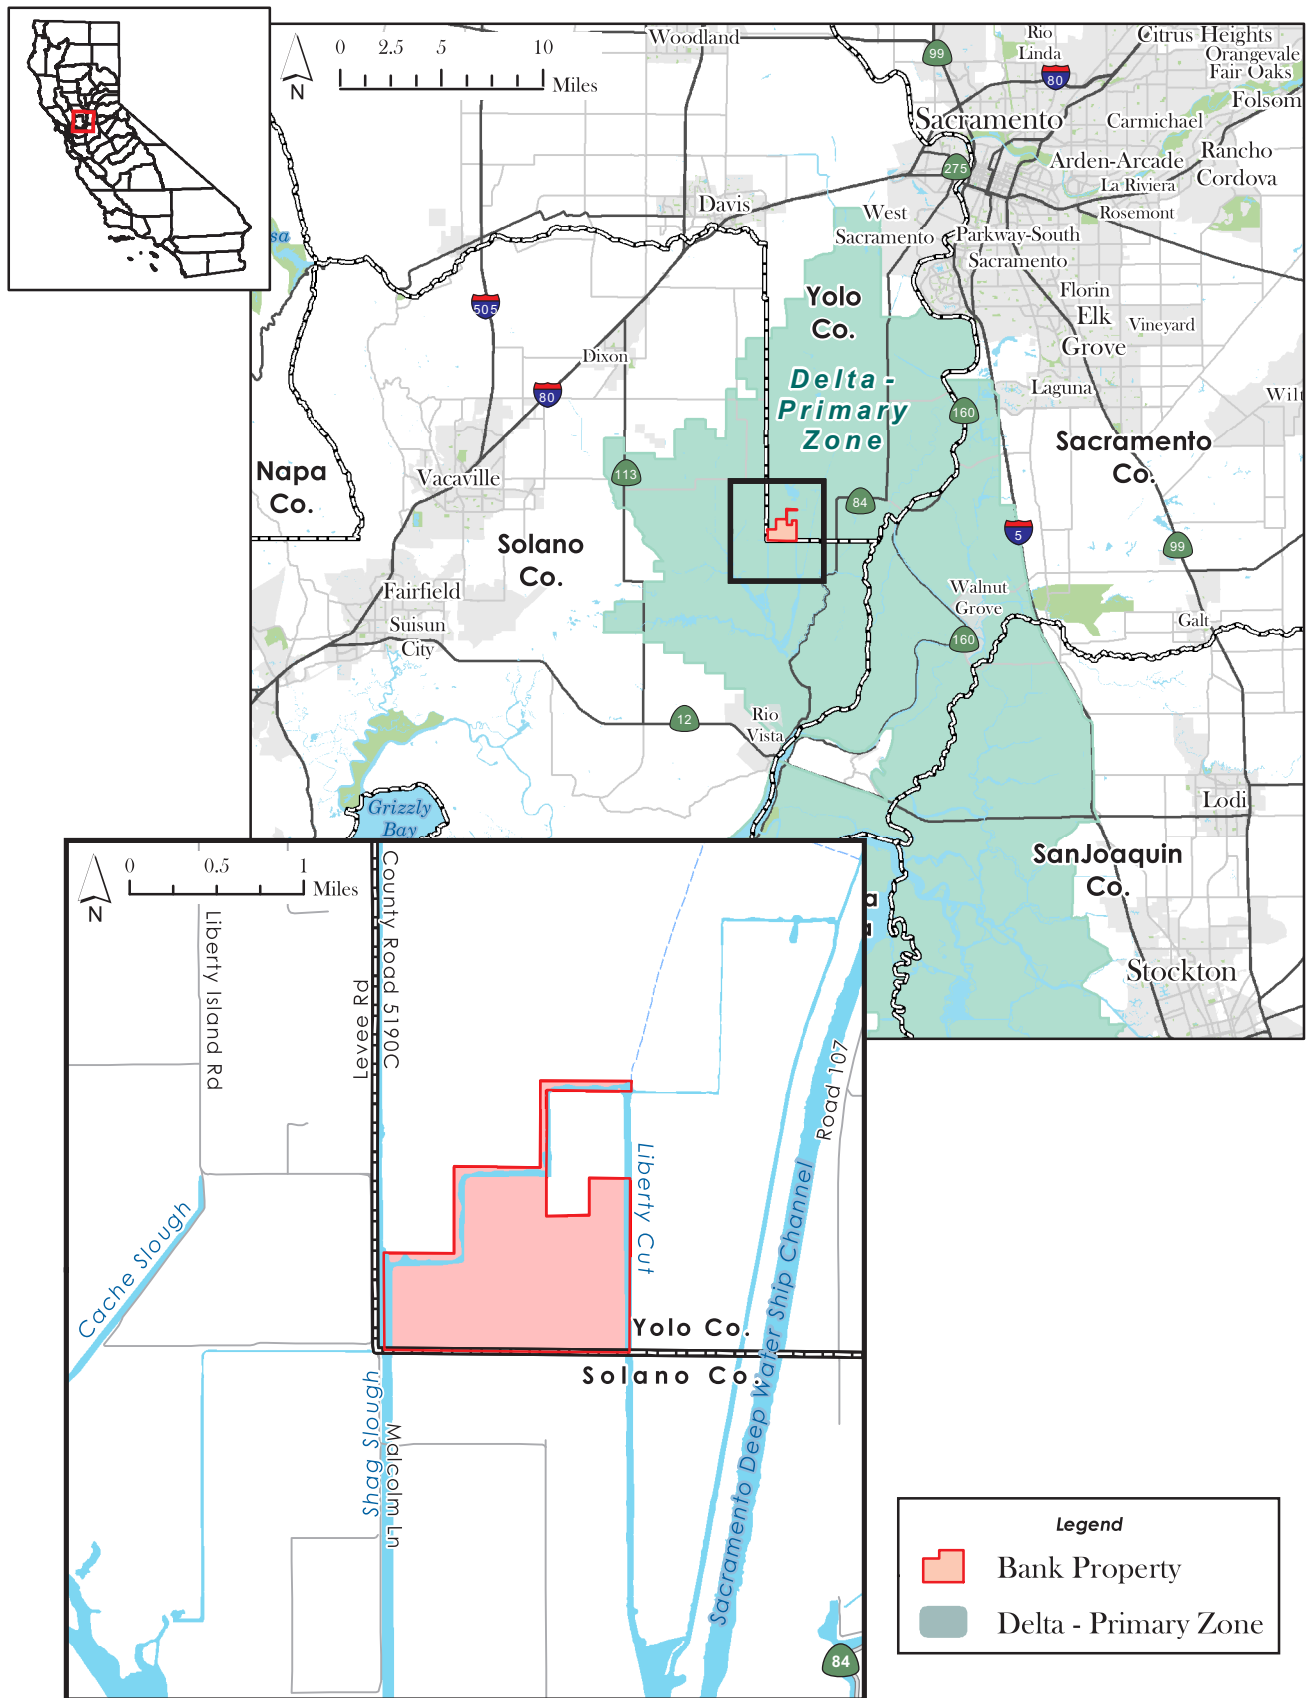 Woodland
Rio
Linda
Citrus Heights
Orangevale
Fair Oaks
Folsom
99
80
0
2.5
5
10
Miles
N
Sacramento
Carmichael
275
Arden-Arcade
Rancho
Cordova
La Riviera
Rosemont
Davis
West
Sacramento
Parkway-South
Sacramento
sa
505
Yolo
Co.
Florin
Elk
Grove
Vineyard
Dixon
80
Delta -
Primary
Zone
Laguna
Wilt
160
Sacramento
Co.
Napa
Co.
Vacaville
113
84
5
99
Solano
Co.
Fairfield
Walnut
Grove
Suisun
City
160
Galt
12
Rio
Vista
Grizzly
Bay
Lodi
SanJoaquin
Co.
a
a
Stockton
0
0.5
1
Miles
N
Liberty Island Rd
Levee Rd
County Road 5190C
Road 107
Liberty Cut
Cache Slough
Yolo Co.
Solano Co.
Shag Slough
Malcolm Ln
Sacramento Deep Water Ship Channel
84
Legend
Bank Property
Delta - Primary Zone